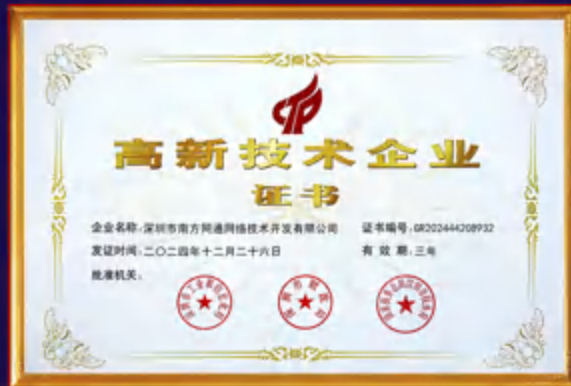 高新技术企业
证书
企业名称:深圳市南方网通网络技术开发有限公司
证书编号:GR202444208932
发证时间:二〇二四年十二月二十六日
有 效 期:三年
批准机关: